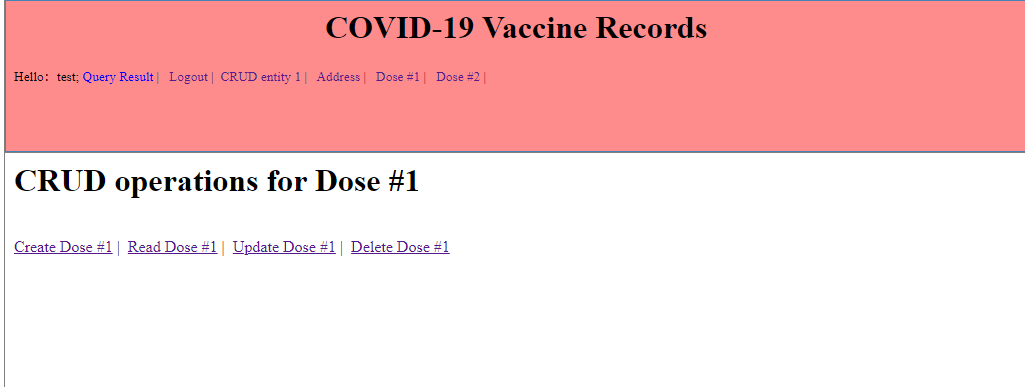 COVID-19 Vaccine Records
Hello： test; Query Result | Logout | CRUD entity 1 | Address | Dose #1 | Dose #2 |
CRUD operations for Dose #1
Create Dose #1 | Read Dose #1 | Update Dose #1 | Delete Dose #1